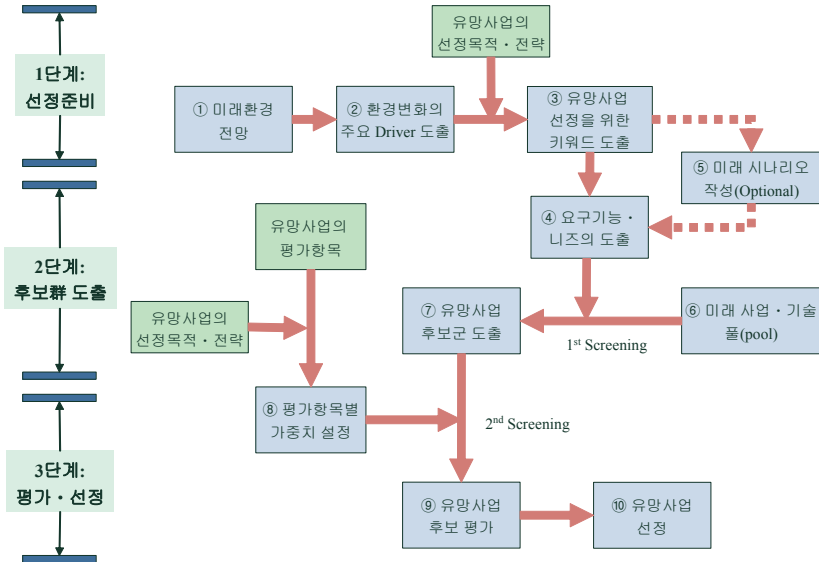 유망사업의
선정목적・전략
1단계:
선정준비
① 미래환경
전망
② 환경변화의
주요 Driver 도출
③ 유망사업
선정을 위한
키워드 도출
⑤ 미래 시나리오
작성(Optional)
④ 요구기능・
니즈의 도출
유망사업의
평가항목
2단계:
후보群 도출
유망사업의
선정목적・전략
⑦ 유망사업
후보군 도출
⑥ 미래 사업・기술
풀(pool)
1st Screening
⑧ 평가항목별
가중치 설정
2nd Screening
3단계:
평가・선정
⑨ 유망사업
후보 평가
⑩ 유망사업
선정